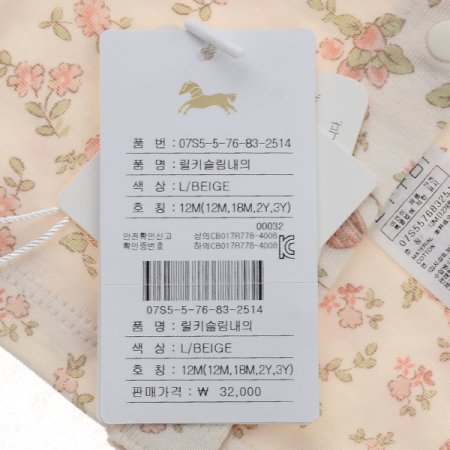 품 번 : 07S5-5-76-83-2514
품 명 : 릴키슬림내의
색 상 : L/BEIGE
호 칭 : 12M(12M,18M,2Y,3Y)
00032
안전확인신고 상의CB017R778-4008
확인증번호 하의CB017R778-4008
07S5-5-76-83-2514
품 명 : 릴키슬림내의
색 상 : L/BEIGE
호 칭 : 12M(12M,18M,2Y,3Y)
판매가격 : ₩ 32,000
니다.
MATERIAL
COTTON